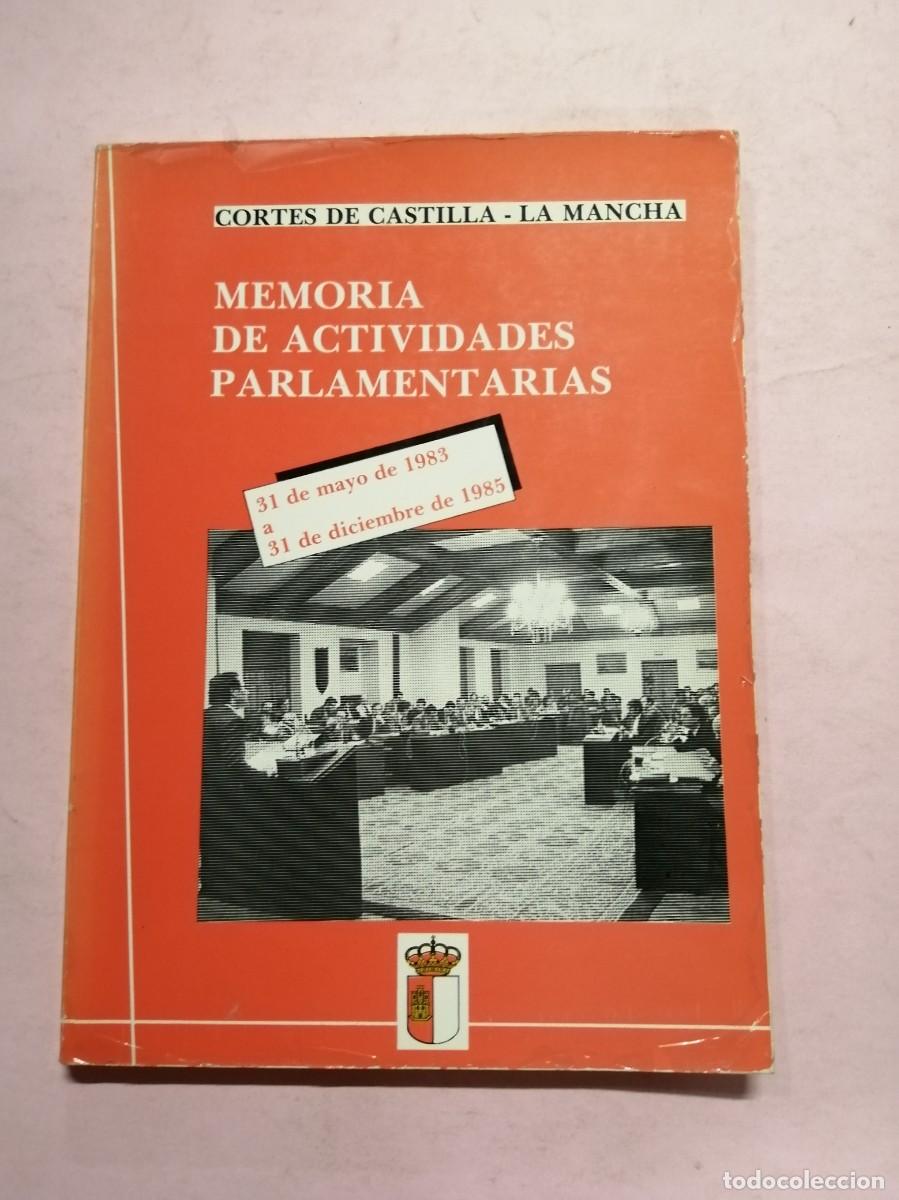 CORTES DE CASTILLA - LA MANCHA
MEMORIA
DE ACTIVIDADES
PARLAMENTARIAS
31 de mayo de 1983
a
31 de diciembre de 1985
todocoleccion